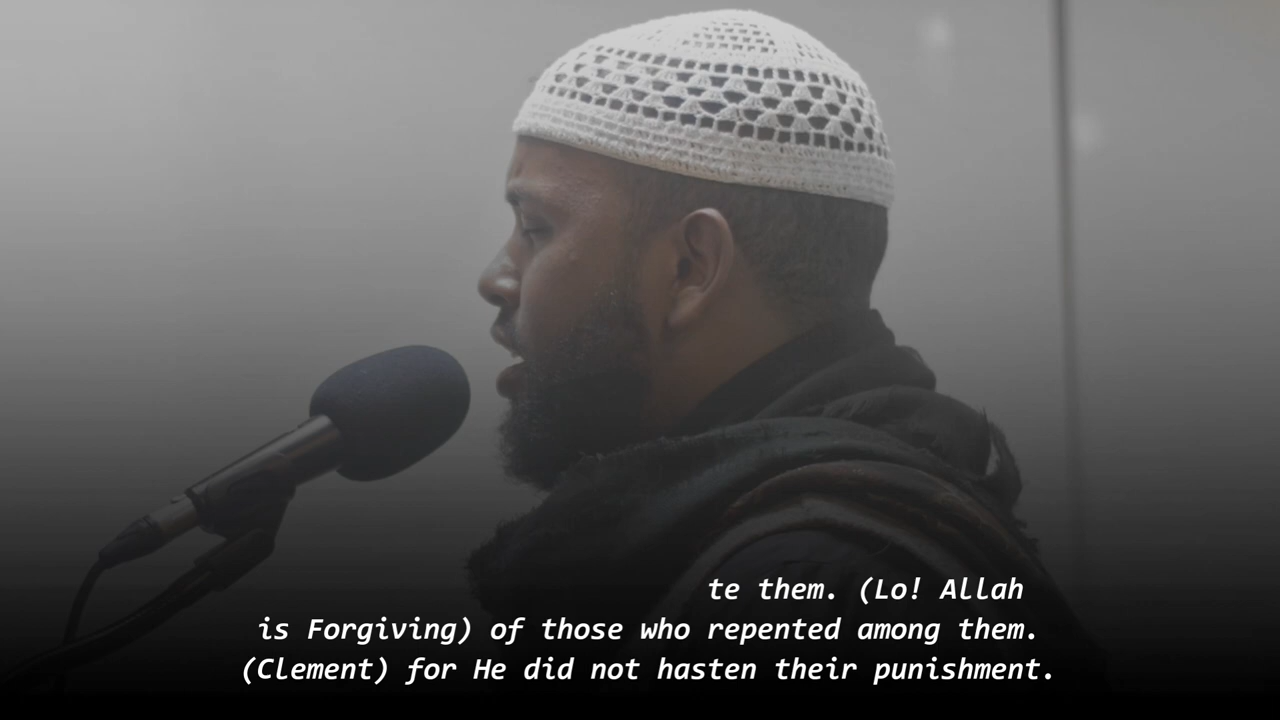 te them. (Lo! Allah
is Forgiving) of those who repented among them.
(Clement) for He did not hasten their punishment.